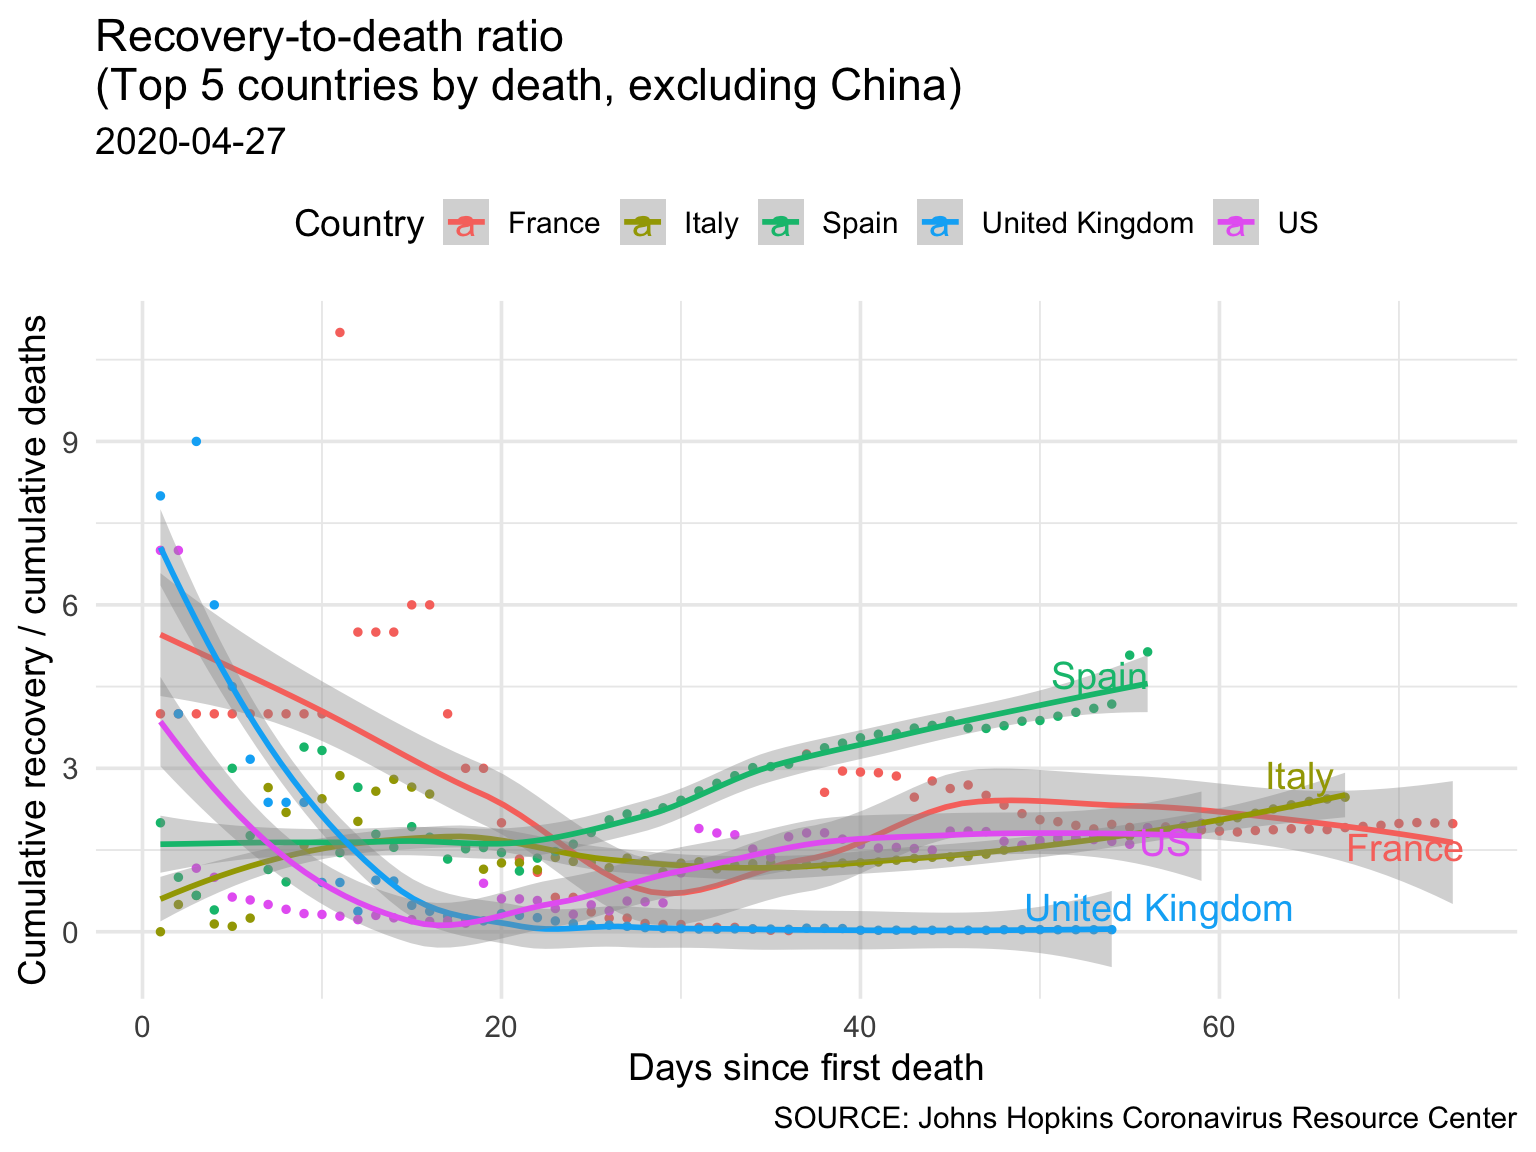 Recovery-to-death ratio
(Top 5 countries by death, excluding China)
2020-04-27
Country a France a Italy a Spain a United Kingdom a US
Cumulative recovery / cumulative deaths
9
6
3
0
Spain
Italy
US
France
United Kingdom
0 20 40 60
Days since first death
SOURCE: Johns Hopkins Coronavirus Resource Center